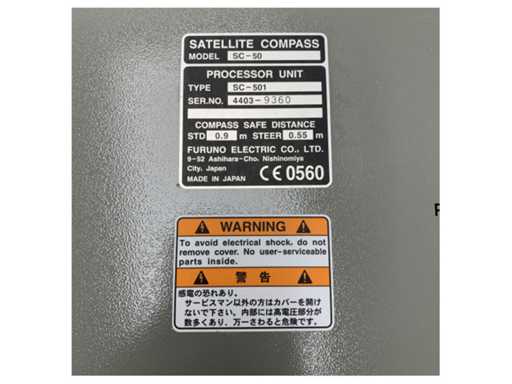 SATELLITE COMPASS
MODEL SC-50
PROCESSOR UNIT
TYPE SC-501
SER.NO. 4403-9360
COMPASS SAFE DISTANCE
STD 0.9 m STEER 0.55 m
FURUNO ELECTRIC CO., LTD.
9-52 Ashihara-Cho. Nishinomiya
City. Japan
MADE IN JAPAN CE 0560
WARNING
To avoid electrical shock, do not
remove cover. No user-serviceable
parts inside.
警告
感電の恐れあり。
サービスマン以外の方はカバーを開け
ないで下さい。内部には高電圧部分が
数多くあり、万一さわると危険です。